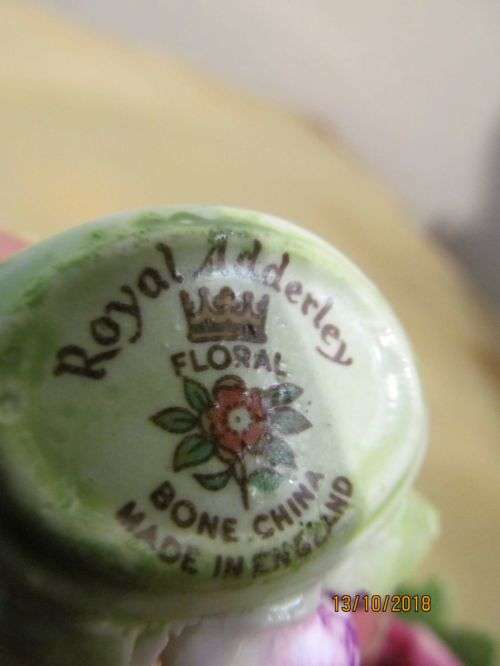 Royal Adderley
FLORAL
BONE CHINA
MADE IN ENGLAND
13/10/2018